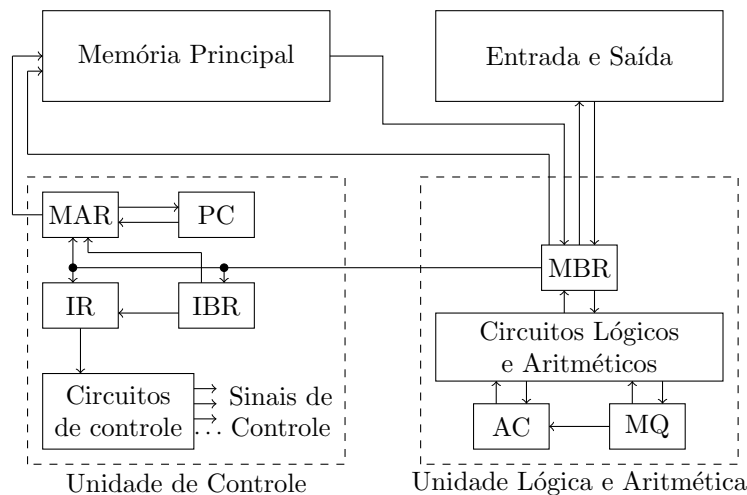 Memória Principal
Entrada e Saída
MAR
PC
MBR
IR
IBR
Circuitos Lógicos
e Aritméticos
Circuitos
de controle
Sinais de
... Controle
AC
MQ
Unidade de Controle
Unidade Lógica e Aritmética